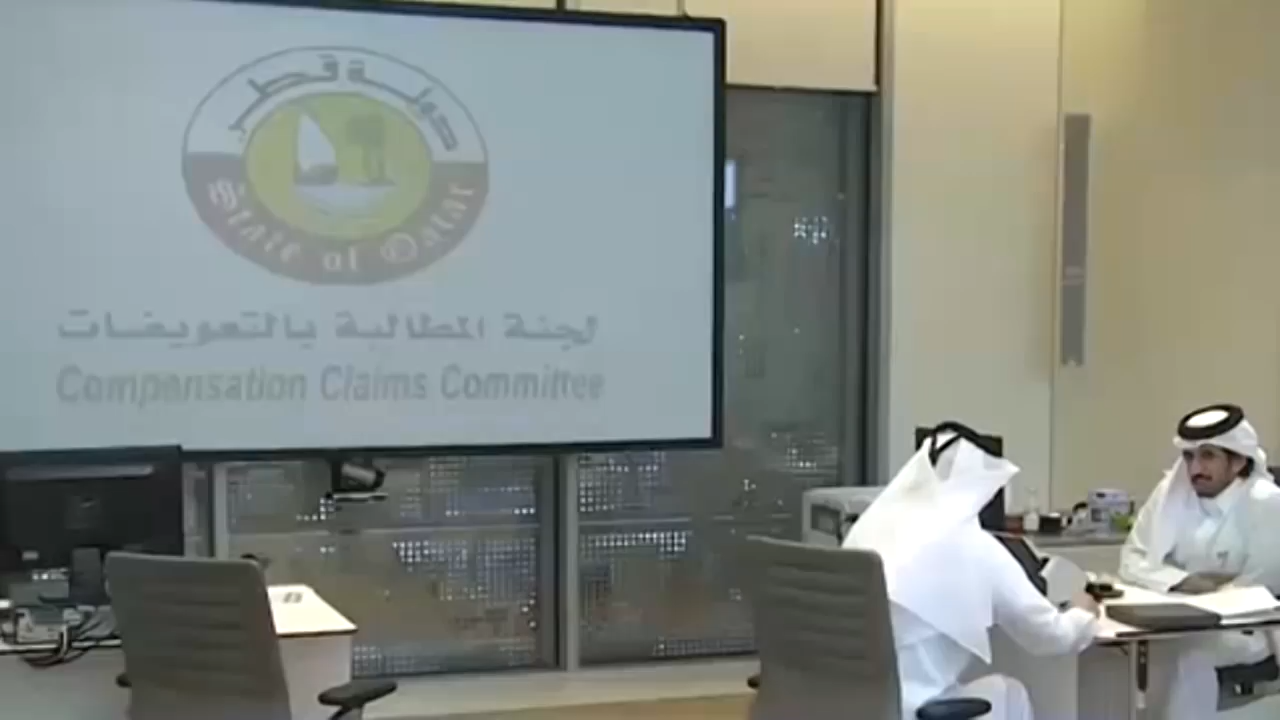 دولة قطر
State of Qatar
لجنة المطالبة بالتعويضات
Compensation Claims Committee